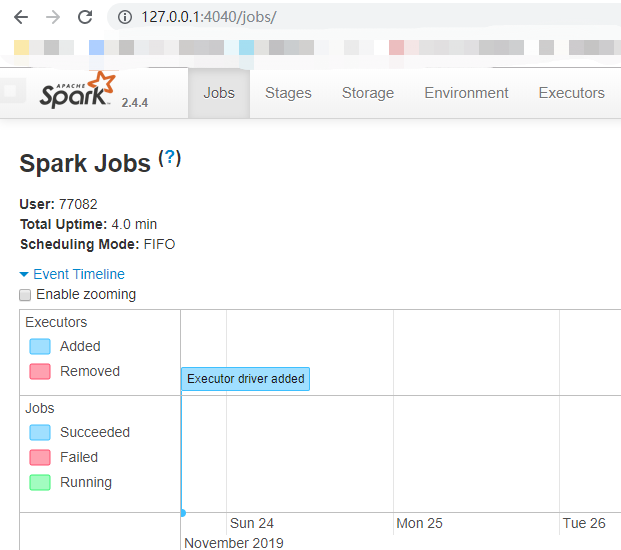 127.0.0.1:4040/jobs/
APACHE
Spark 2.4.4 Jobs Stages Storage Environment Executors
Spark Jobs (?)
User: 77082
Total Uptime: 4.0 min
Scheduling Mode: FIFO
Event Timeline
Enable zooming
Executors
Added
Removed
Executor driver added
Jobs
Succeeded
Failed
Running
Sun 24 Mon 25 Tue 26
November 2019